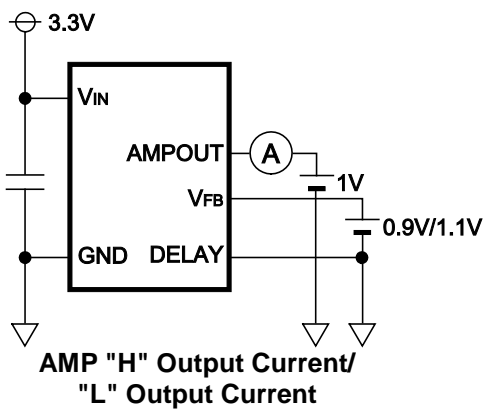 3.3V
VIN
AMPOUT
A
1V
VFB
0.9V/1.1V
GND
DELAY
AMP "H" Output Current/
"L" Output Current